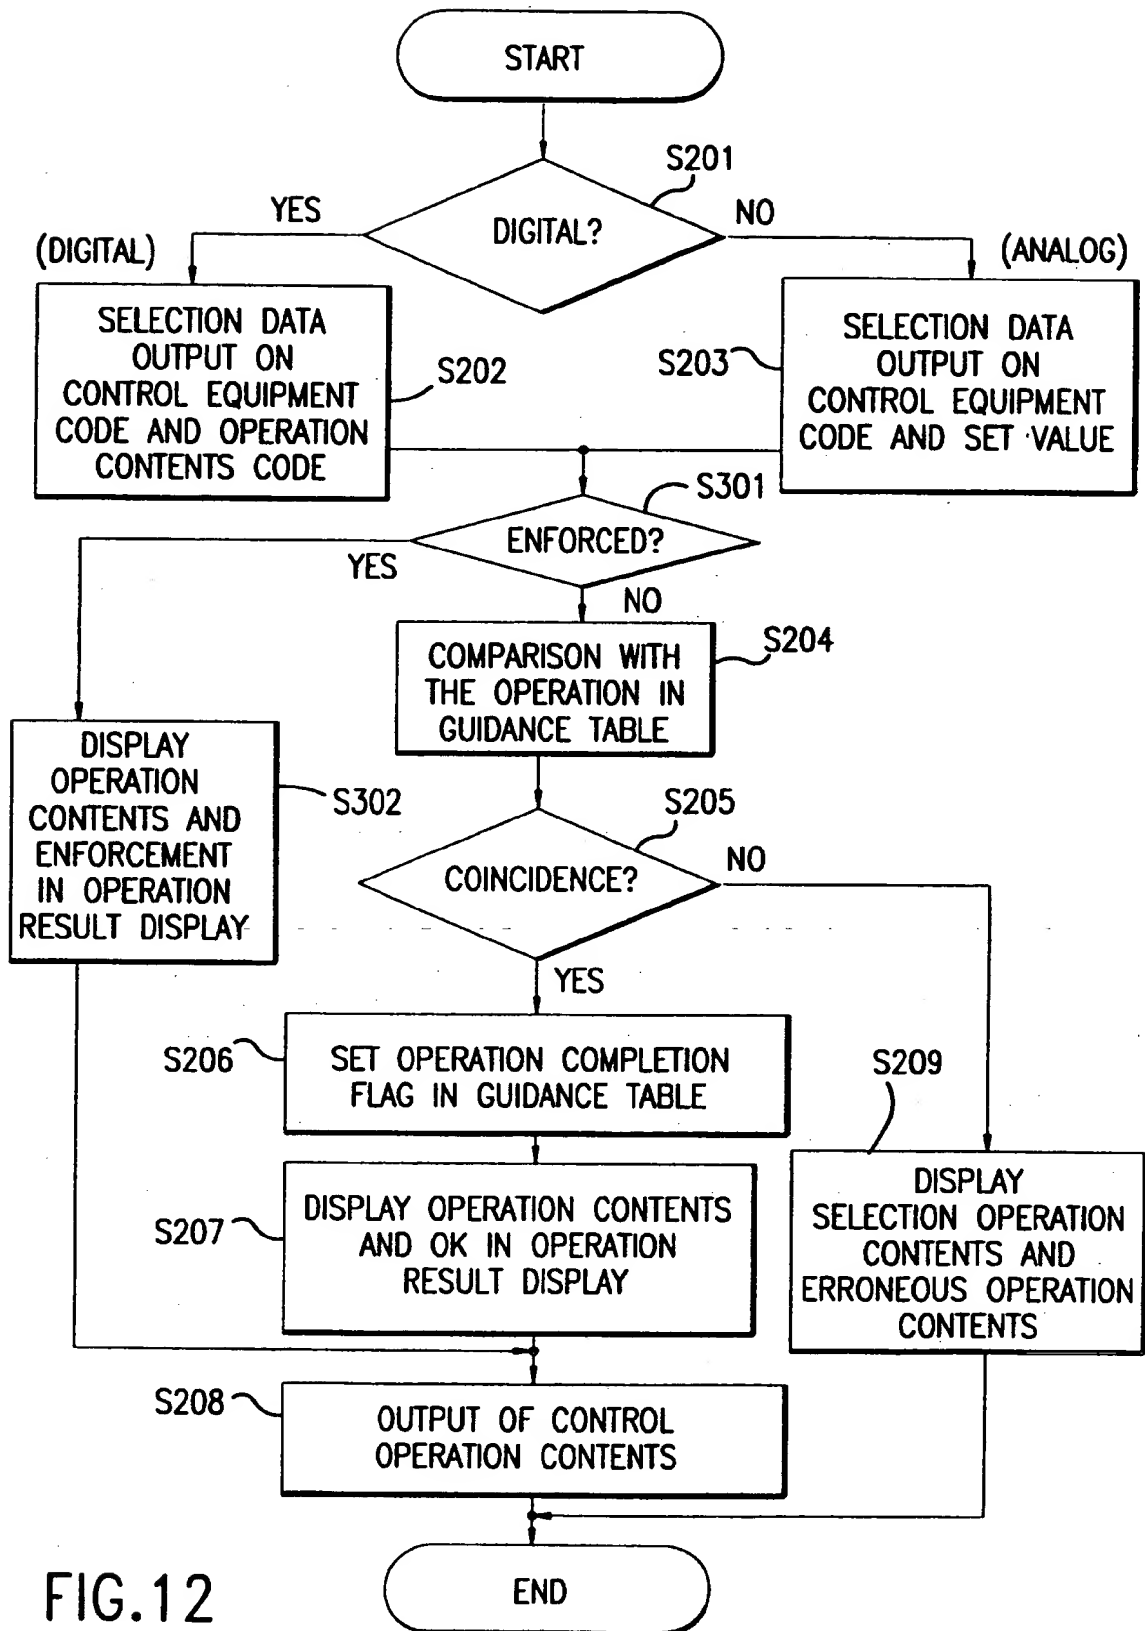 START
S201
YES
DIGITAL?
NO
(DIGITAL)
(ANALOG)
SELECTION DATA
OUTPUT ON
CONTROL EQUIPMENT
CODE AND OPERATION
CONTENTS CODE
S202
S203
SELECTION DATA
OUTPUT ON
CONTROL EQUIPMENT
CODE AND SET VALUE
S301
ENFORCED?
YES
NO
COMPARISON WITH
THE OPERATION IN
GUIDANCE TABLE
S204
DISPLAY
OPERATION
CONTENTS AND
ENFORCEMENT
IN OPERATION
RESULT DISPLAY
S302
S205
COINCIDENCE?
NO
YES
S206
SET OPERATION COMPLETION
FLAG IN GUIDANCE TABLE
S209
S207
DISPLAY OPERATION CONTENTS
AND OK IN OPERATION
RESULT DISPLAY
DISPLAY
SELECTION OPERATION
CONTENTS AND
ERRONEOUS OPERATION
CONTENTS
S208
OUTPUT OF CONTROL
OPERATION CONTENTS
END
FIG.12